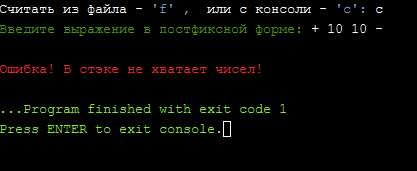 Считать из файла - 'f' , или с консоли - 'c': c
Введите выражение в постфиксной форме: + 10 10 -
Ошибка! В стэке не хватает чисел!
...Program finished with exit code 1
Press ENTER to exit console.